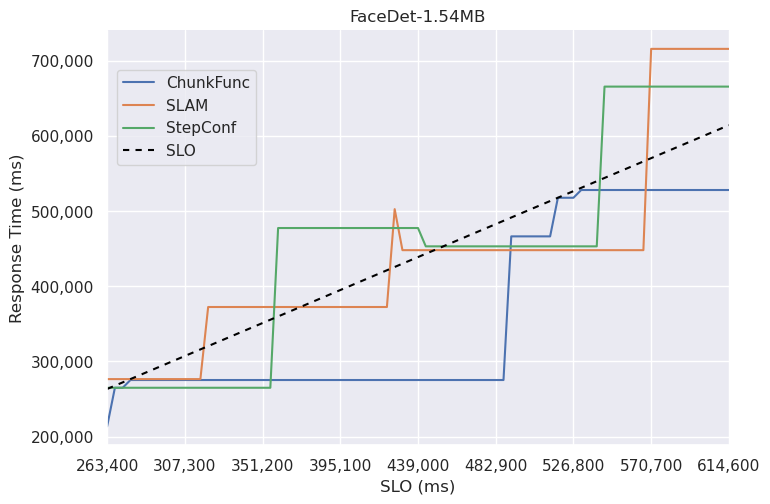 FaceDet-1.54MB
Response Time (ms)
700,000
600,000
500,000
400,000
300,000
200,000
ChunkFunc
SLAM
StepConf
SLO
263,400 307,300 351,200 395,100 439,000 482,900 526,800 570,700 614,600
SLO (ms)